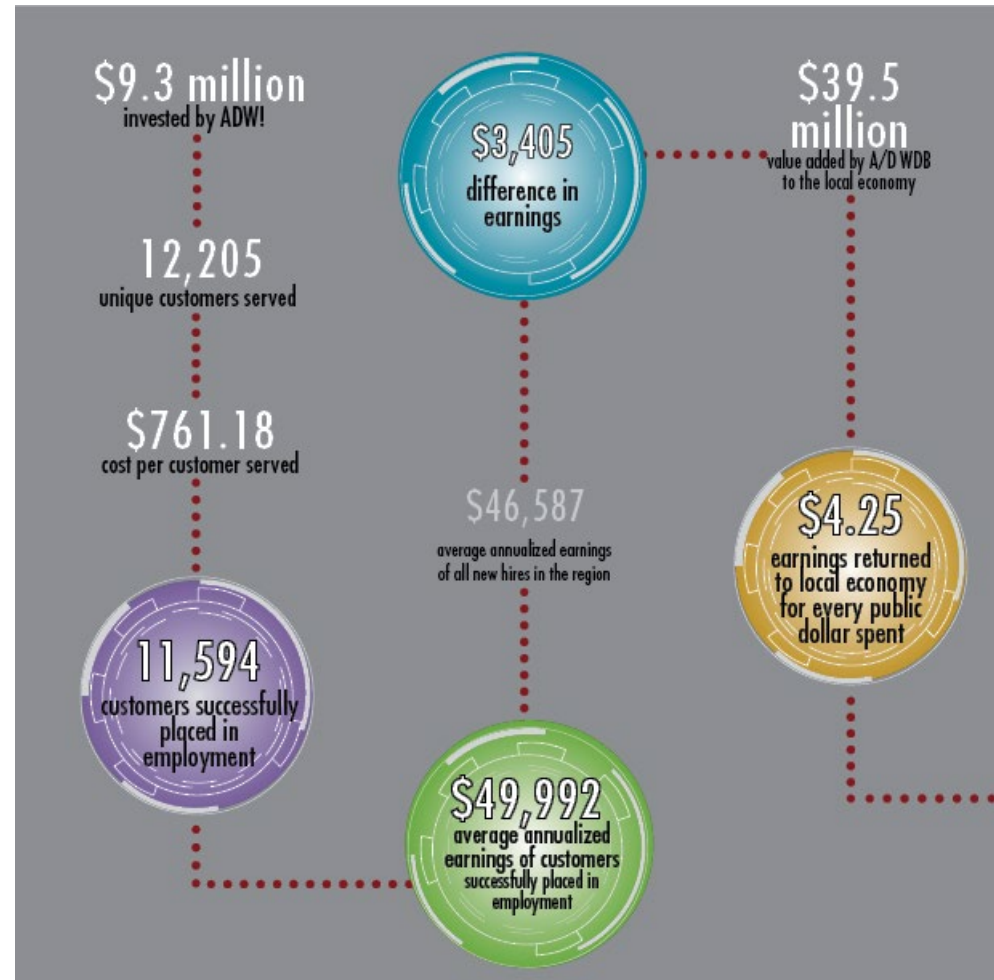 $9.3 million
invested by ADW!
12,205
unique customers served
$761.18
cost per customer served
11,594
customers successfully
placed in
employment
$49,992
average annualized
earnings of customers
successfully placed in
employment
$46,587
average annualized earnings
of all new hires in the region
$3,405
difference in
earnings
$39.5
million
value added by A/D WDB
to the local economy
$4.25
earnings returned
to local economy
for every public
dollar spent